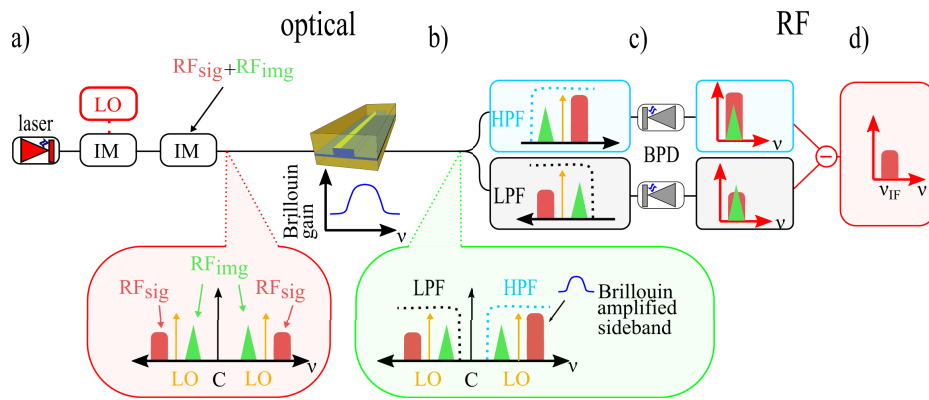 optical
RF
a)
b)
c)
d)
RFsig+RFimg
LO
laser
IM
IM
HPF
LPF
BPD
ν
ν
νIF
ν
Brillouin
gain
ν
RFimg
RFsig
RFsig
LO
C
LO
ν
LPF
HPF
Brillouin
amplified
sideband
LO
C
LO
ν